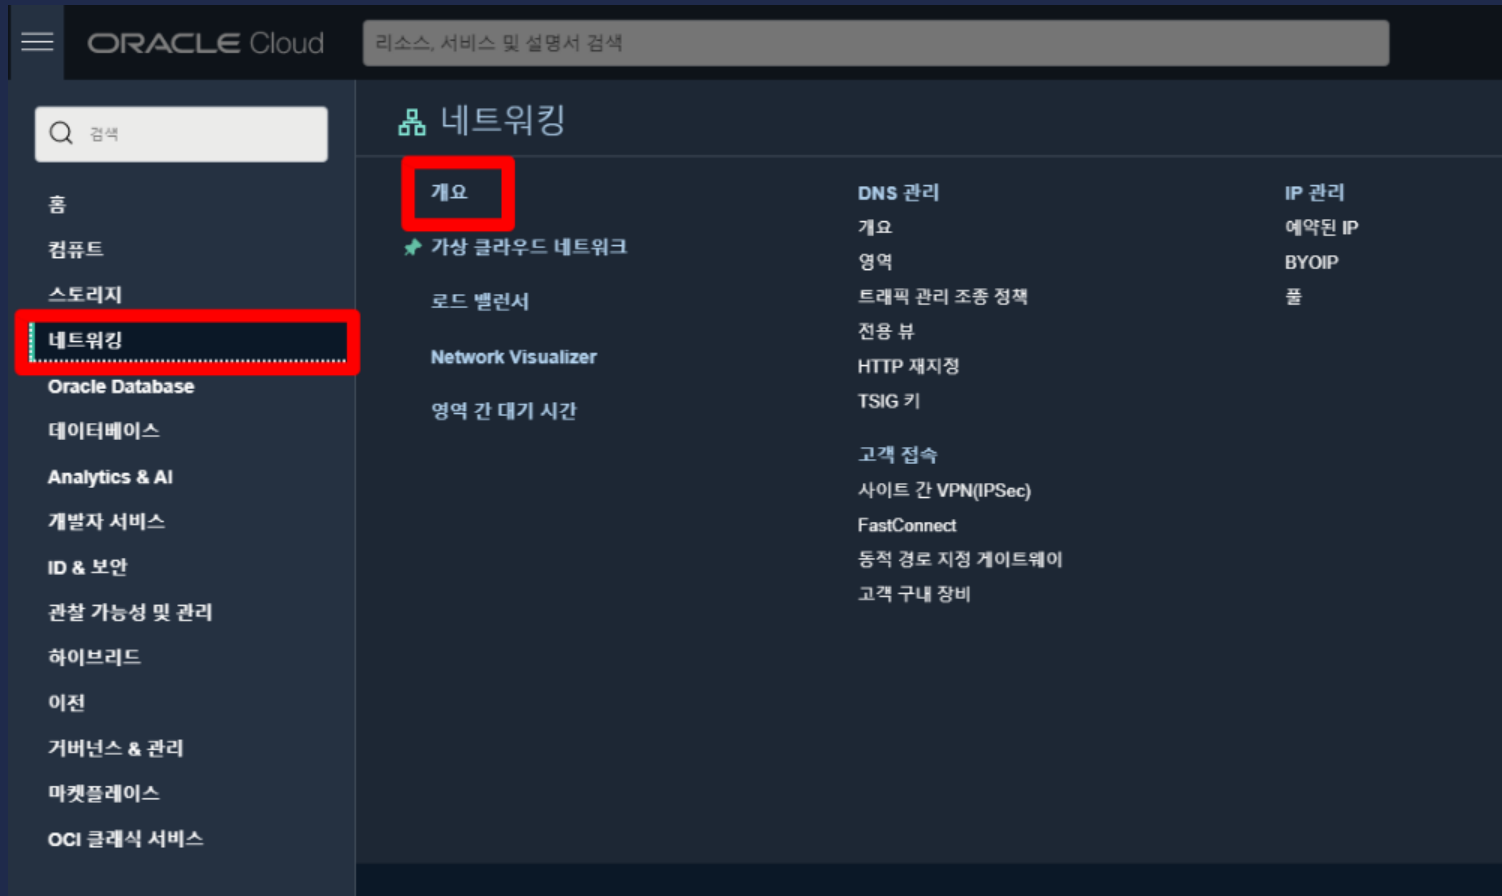 ORACLE Cloud
리소스, 서비스 및 설명서 검색
검색
홈
컴퓨트
스토리지
네트워킹
Oracle Database
데이터베이스
Analytics & AI
개발자 서비스
ID & 보안
관찰 가능성 및 관리
하이브리드
이전
거버넌스 & 관리
마켓플레이스
OCI 클래식 서비스
네트워킹
개요
가상 클라우드 네트워크
로드 밸런서
Network Visualizer
영역 간 대기 시간
DNS 관리
개요
영역
트래픽 관리 조종 정책
전용 뷰
HTTP 재지정
TSIG 키
고객 접속
사이트 간 VPN(IPSec)
FastConnect
동적 경로 지정 게이트웨이
고객 구내 장비
IP 관리
예약된 IP
BYOIP
풀